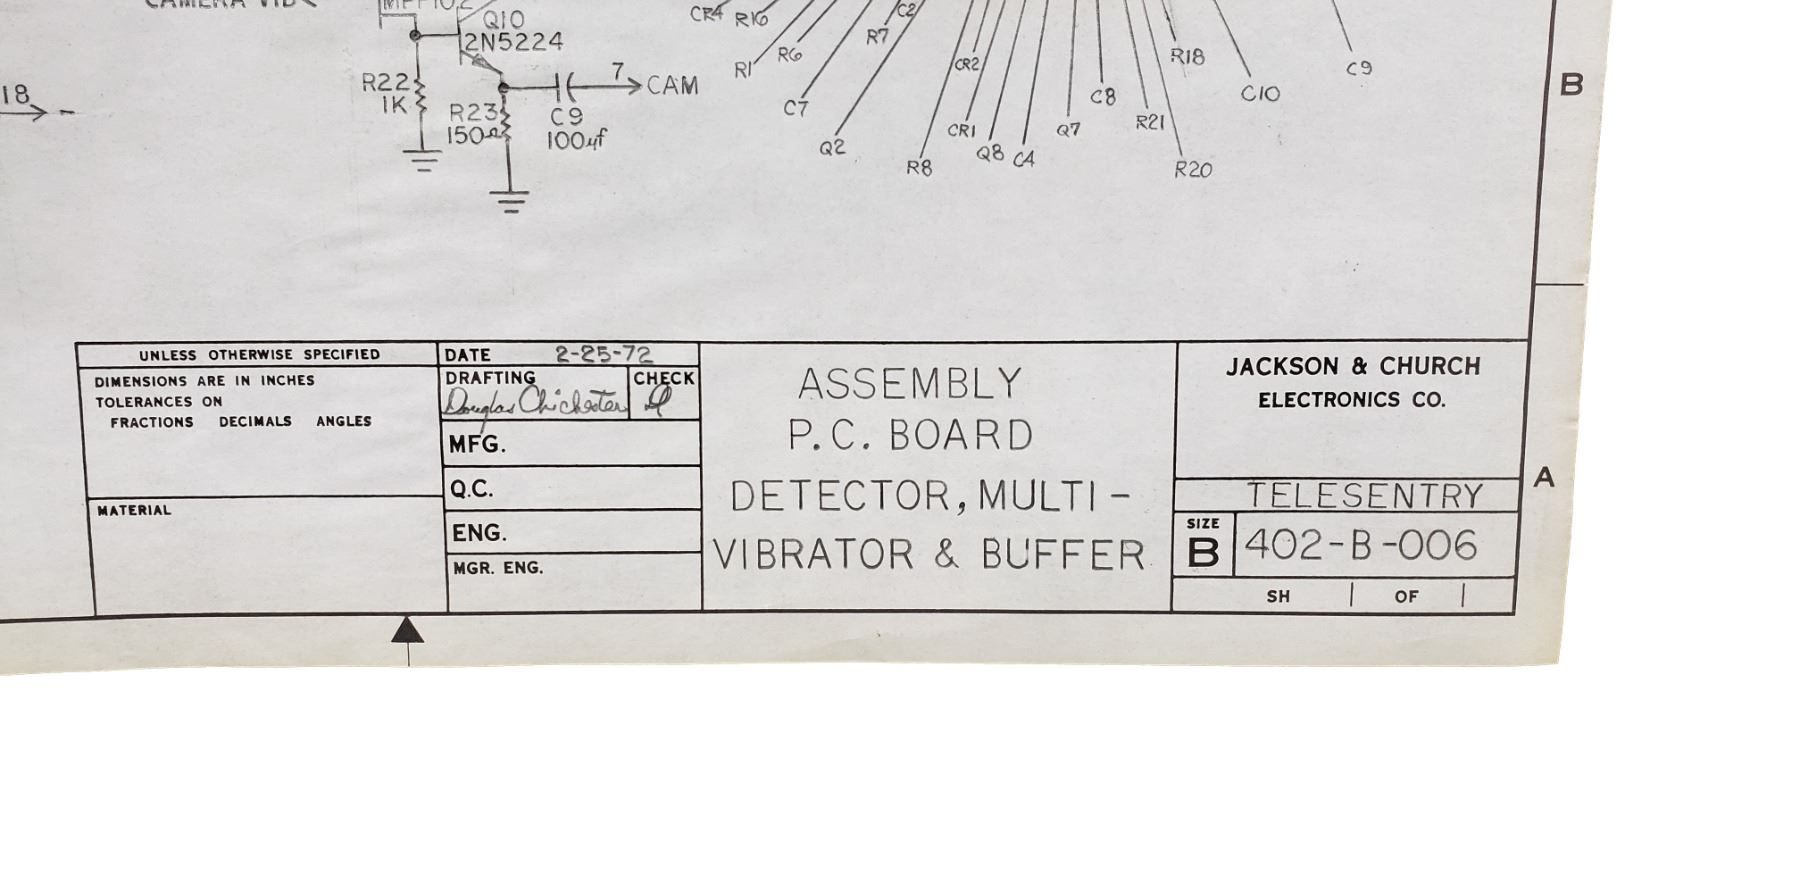 Q10
2N5224
R22
1K
R23
150Ω
C9
100µf
7
CAM
18
CR4 R16
R1
R6
C7
R7
C2
Q2
CR2
R8
CR1
Q8
C4
Q7
C8
R21
R18
R20
C10
C9
B
A
UNLESS OTHERWISE SPECIFIED
DIMENSIONS ARE IN INCHES
TOLERANCES ON
FRACTIONS DECIMALS ANGLES
MATERIAL
DATE 2-25-72
DRAFTING CHECK
Douglas Chichester
MFG.
Q.C.
ENG.
MGR. ENG.
ASSEMBLY
P.C. BOARD
DETECTOR, MULTI-
VIBRATOR & BUFFER
JACKSON & CHURCH
ELECTRONICS CO.
TELESENTRY
SIZE
B 402-B-006
SH | OF |